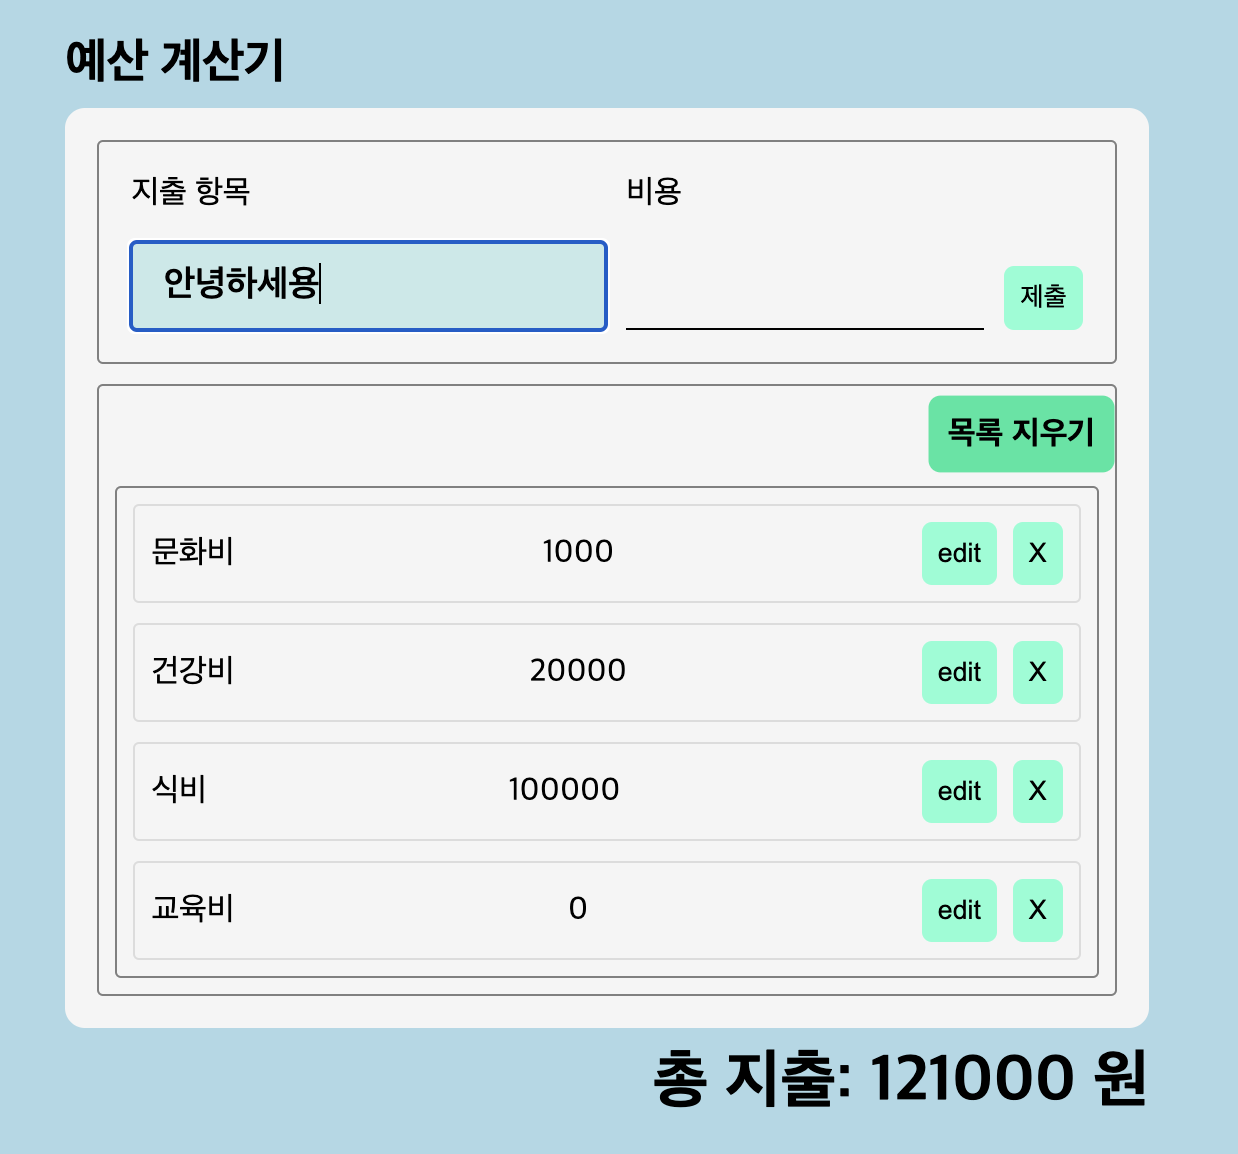 예산 계산기
지출 항목 비용
안녕하세용 제출
목록 지우기
문화비 1000 edit X
건강비 20000 edit X
식비 100000 edit X
교육비 0 edit X
총 지출: 121000 원